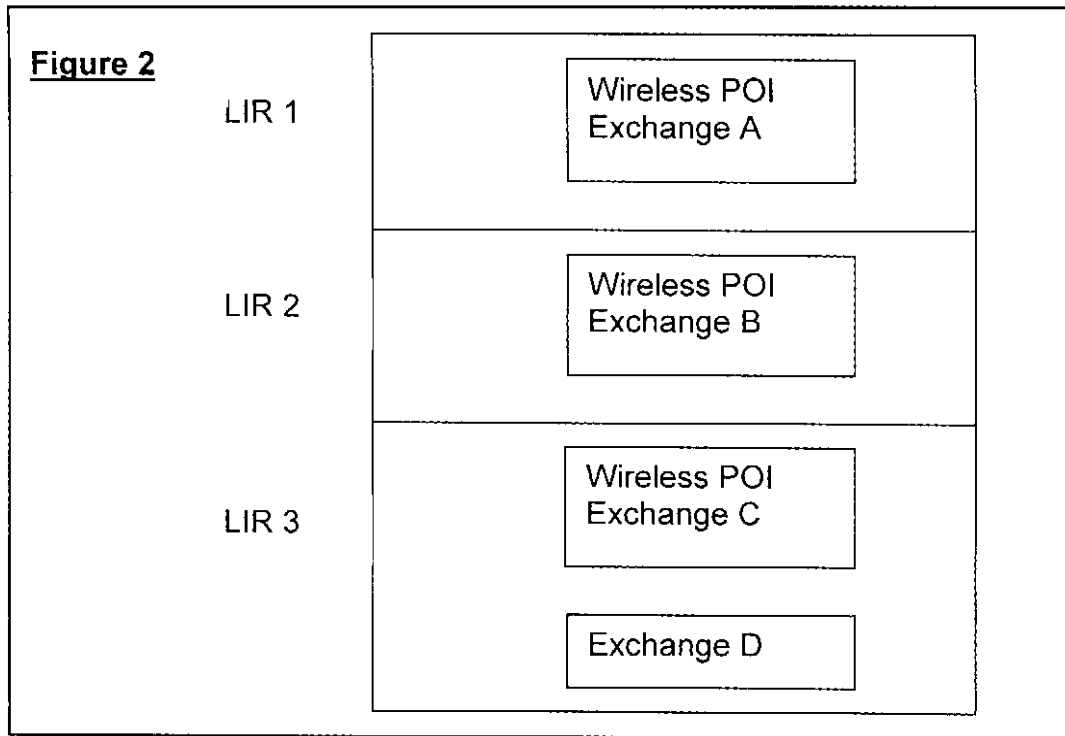 Figure 2
LIR 1
Wireless POI
Exchange A
LIR 2
Wireless POI
Exchange B
LIR 3
Wireless POI
Exchange C
Exchange D